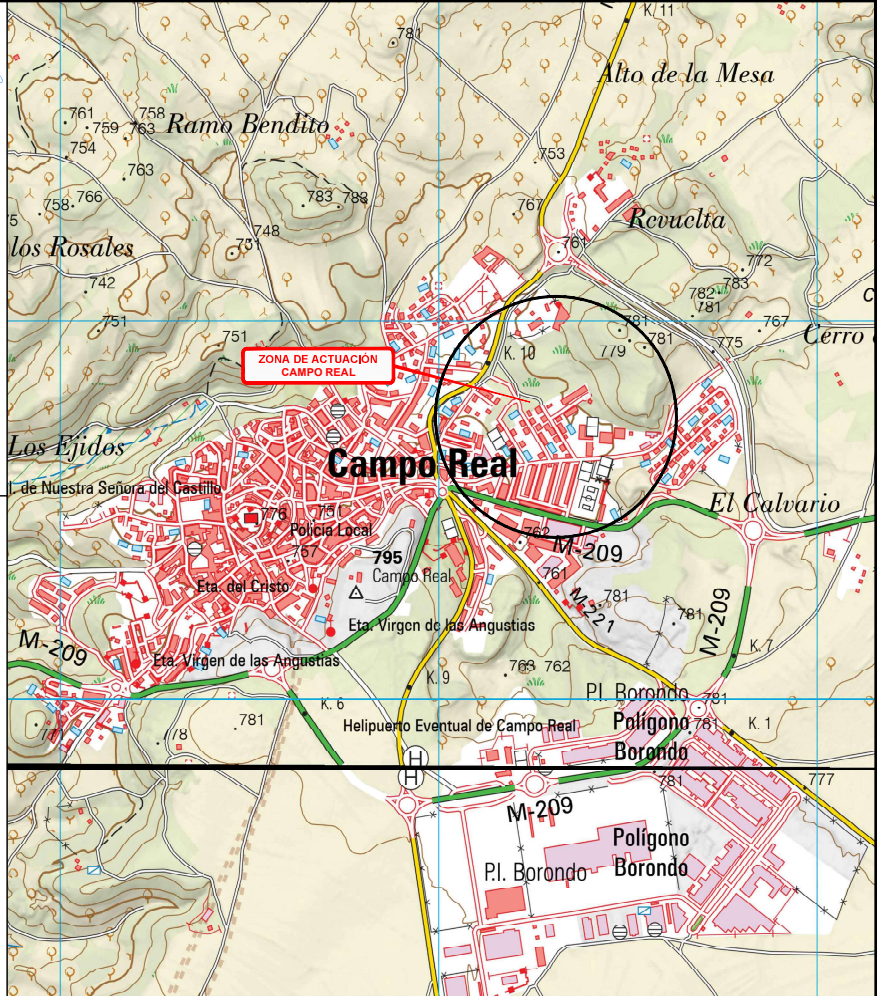 K. 11
781
Alto de la Mesa
761
758
759
763
Ramo Bendito
754
753
763
758
766
783
788
767
Revuelta
los Rosales
748
761
772
742
782
783
781
751
781
767
751
Cerro
779
781
775
K. 10
ZONA DE ACTUACIÓN
CAMPO REAL
Los Ejidos
Campo Real
de Nuestra Señora del Castillo
El Calvario
776
751
Policía Local
762
M-209
757
795
Campo Real
761
Eta. del Cristo
781
M-221
781
M-209
Eta. Virgen de las Angustias
M-209
Eta. Virgen de las Angustias
K. 7
763
762
K. 9
P.I. Borondo
781
K. 6
781
Helipuerto Eventual de Campo Real
Polígono
Borondo
781
K. 1
771
778
H
H
781
777
M-209
Polígono
Borondo
P.I. Borondo